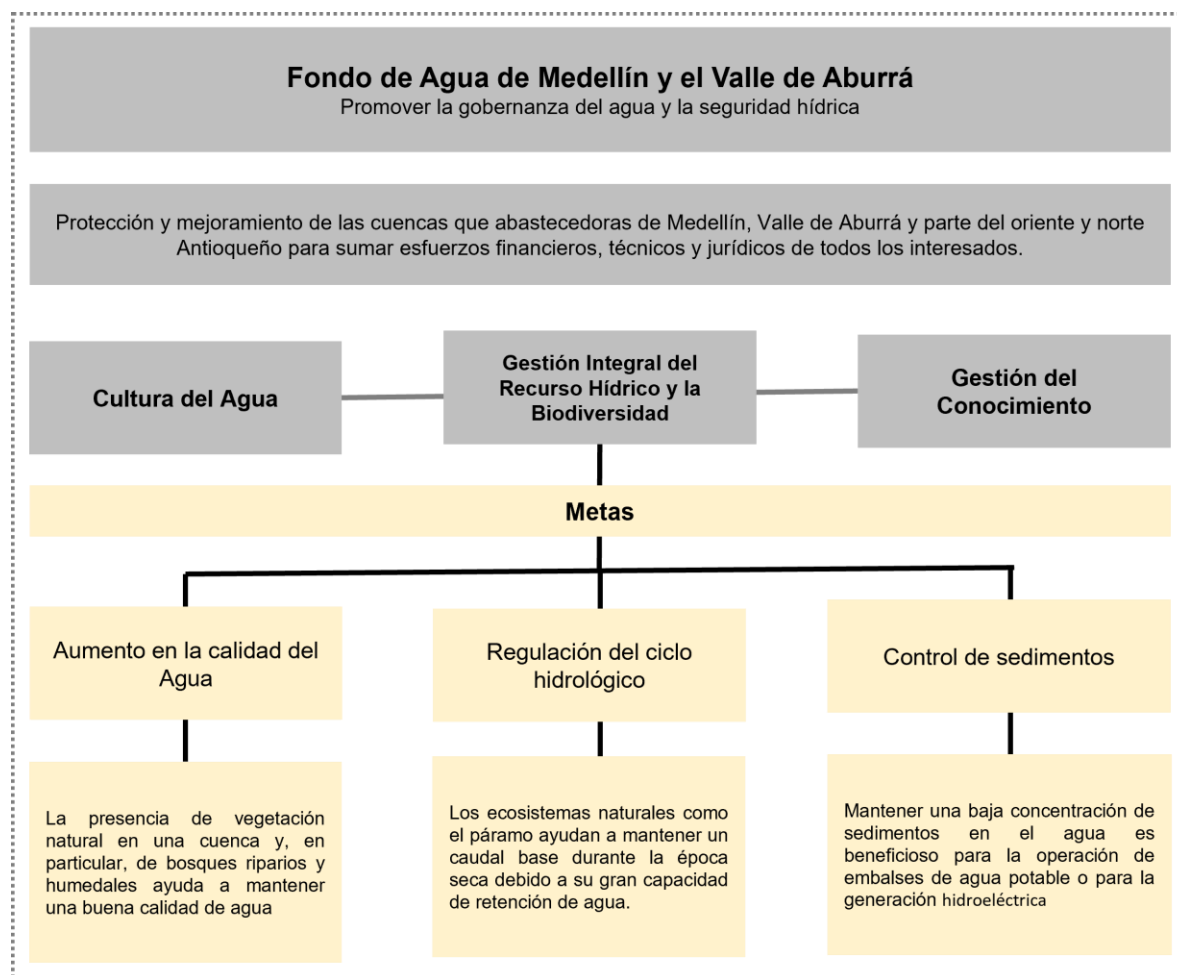 Fondo de Agua de Medellín y el Valle de Aburrá
Promover la gobernanza del agua y la seguridad hídrica
Protección y mejoramiento de las cuencas que abastecedoras de Medellín, Valle de Aburrá y parte del oriente y norte
Antioqueño para sumar esfuerzos financieros, técnicos y jurídicos de todos los interesados.
Cultura del Agua
Gestión Integral del
Recurso Hídrico y la
Biodiversidad
Gestión del
Conocimiento
Metas
Aumento en la calidad del
Agua
Regulación del ciclo
hidrológico
Control de sedimentos
La presencia de vegetación
natural en una cuenca y, en
particular, de bosques riparios y
humedales ayuda a mantener
una buena calidad de agua
Los ecosistemas naturales como
el páramo ayudan a mantener un
caudal base durante la época
seca debido a su gran capacidad
de retención de agua.
Mantener una baja concentración de
sedimentos en el agua es
beneficioso para la operación de
embalses de agua potable o para la
generación hidroeléctrica